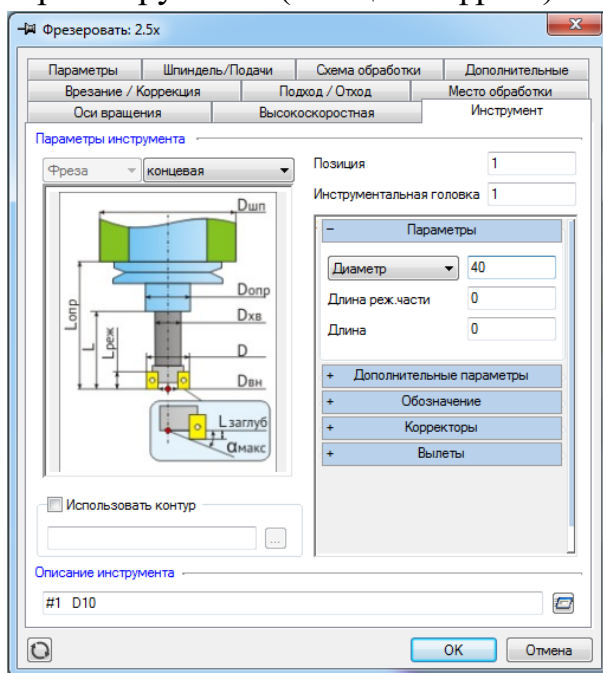 Фрезеровать: 2.5x
Параметры Шпиндель/Подачи Схема обработки Дополнительные
Врезание / Коррекция Подход / Отход Место обработки
Оси вращения Высокоскоростная Инструмент
Параметры инструмента
Фреза концевая
Позиция 1
Инструментальная головка 1
Dшп
Dопр
Dхв
D
Dвн
Lопр
L
Lреж
Lзаглуб
αмакс
- Параметры
Диаметр 40
Длина реж.части 0
Длина 0
+ Дополнительные параметры
+ Обозначение
+ Корректоры
+ Вылеты
Использовать контур
...
Описание инструмента
#1 D10
OK Отмена